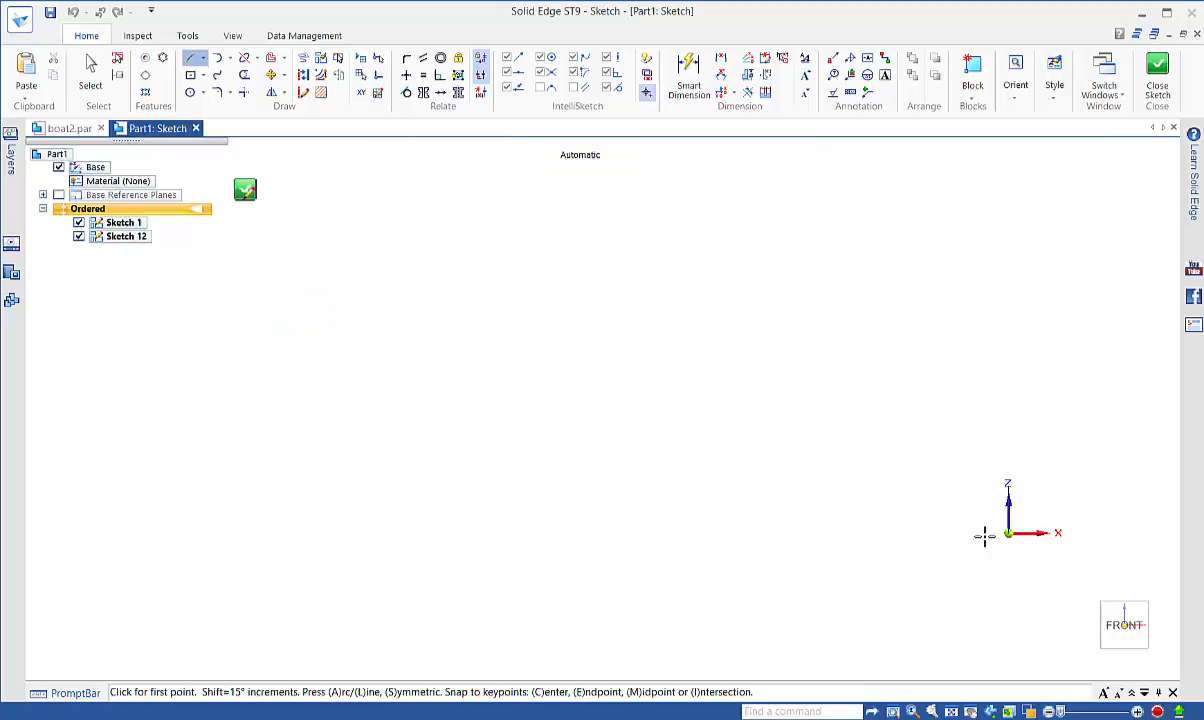 Solid Edge ST9 - Sketch - [Part1: Sketch]
Home Inspect Tools View Data Management
Paste Select Smart Dimension Block Orient Style Switch Windows Close Sketch
Clipboard Select Features Draw Relate IntelliSketch Dimension Annotation Arrange Blocks Window Close
boat2.par Part1: Sketch
Layers
Learn Solid Edge
Part1
Automatic
Base
Material (None)
Base Reference Planes
Ordered
Sketch 1
Sketch 12
You Tube
Z
X
FRONT
PromptBar Click for first point. Shift=15° increments. Press (A)rc/(L)ine, (S)ymmetric. Snap to keypoints: (C)enter, (E)ndpoint, (M)idpoint or (I)ntersection.
Find a command